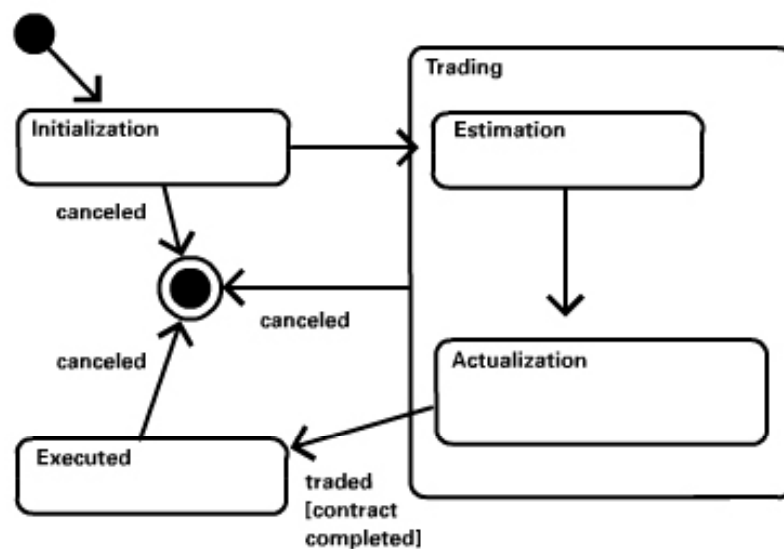 Trading
Initialization
Estimation
canceled
canceled
canceled
Actualization
Executed
traded
[contract
completed]